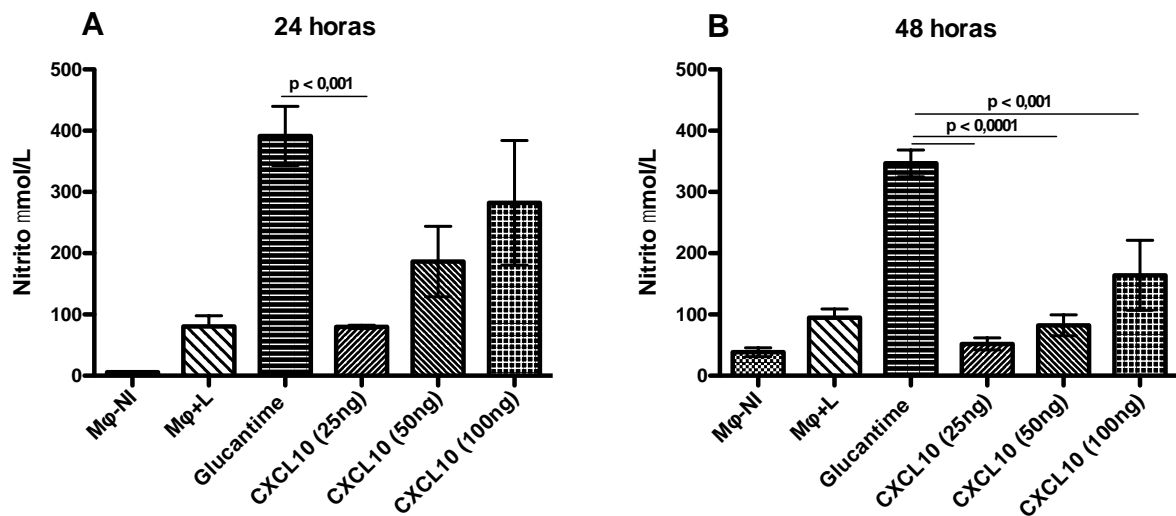 A
24 horas
500
400
300
200
100
0
Nitrito mmol/L
p < 0,001
Mφ-NI
Mφ+L
Glucantime
CXCL10 (25ng)
CXCL10 (50ng)
CXCL10 (100ng)
B
48 horas
500
400
300
200
100
0
Nitrito mmol/L
p < 0,001
p < 0,0001
Mφ-NI
Mφ+L
Glucantime
CXCL10 (25ng)
CXCL10 (50ng)
CXCL10 (100ng)